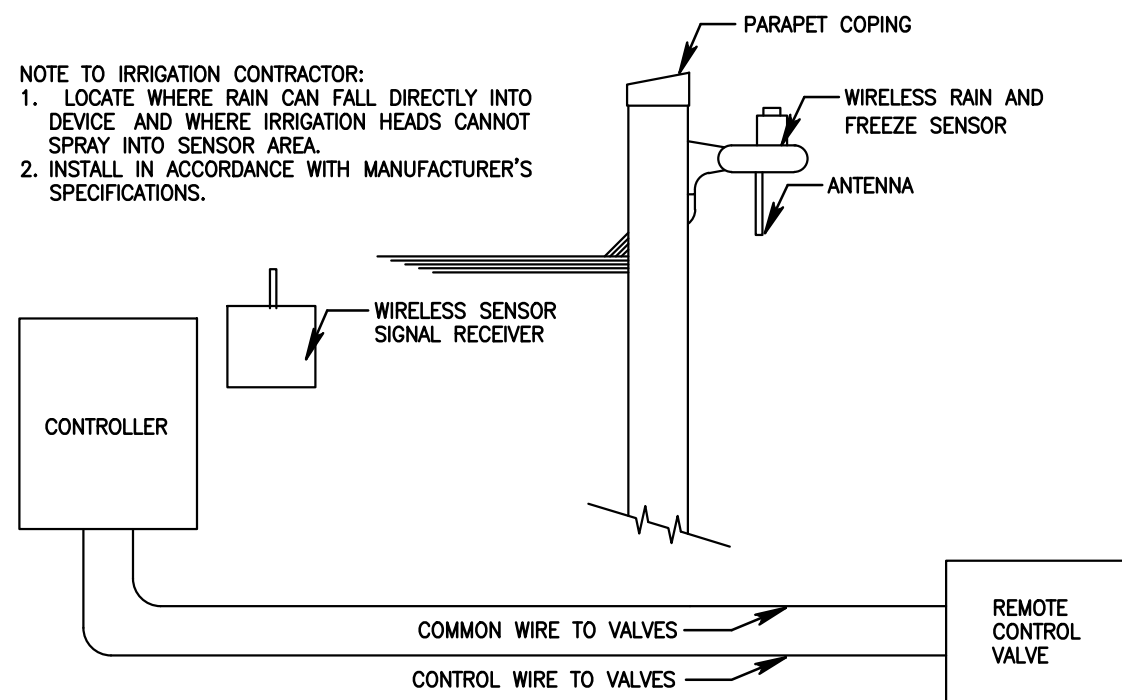 PARAPET COPING
NOTE TO IRRIGATION CONTRACTOR:
1. LOCATE WHERE RAIN CAN FALL DIRECTLY INTO
DEVICE AND WHERE IRRIGATION HEADS CANNOT
SPRAY INTO SENSOR AREA.
2. INSTALL IN ACCORDANCE WITH MANUFACTURER'S
SPECIFICATIONS.
WIRELESS RAIN AND
FREEZE SENSOR
ANTENNA
WIRELESS SENSOR
SIGNAL RECEIVER
CONTROLLER
COMMON WIRE TO VALVES
CONTROL WIRE TO VALVES
REMOTE
CONTROL
VALVE